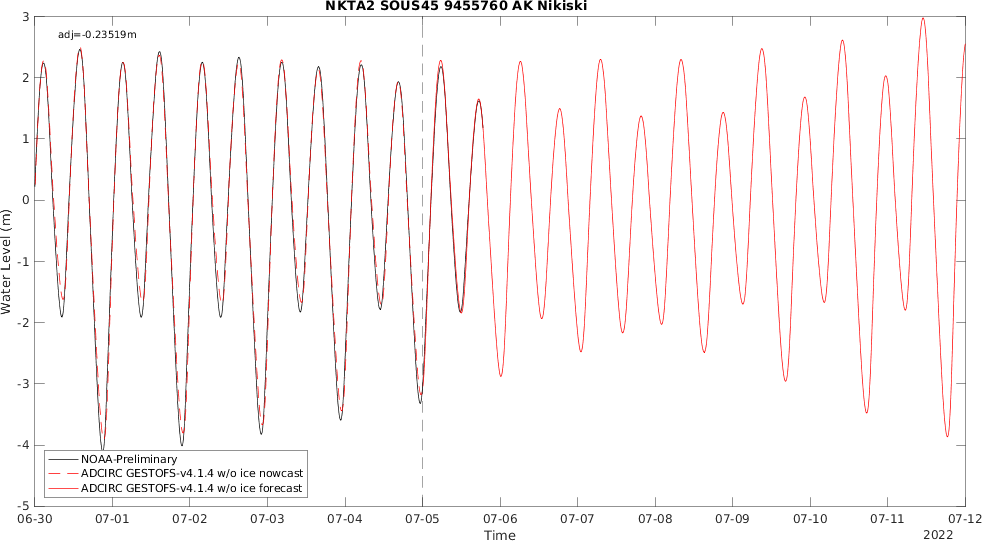 NKTA2 SOUS45 9455760 AK Nikiski
adj=-0.23519m
3
2
1
0
-1
-2
-3
-4
-5
Water Level (m)
NOAA-Preliminary
ADCIRC GESTOFS-v4.1.4 w/o ice nowcast
ADCIRC GESTOFS-v4.1.4 w/o ice forecast
06-30 07-01 07-02 07-03 07-04 07-05 07-06 07-07 07-08 07-09 07-10 07-11 07-12
Time
2022